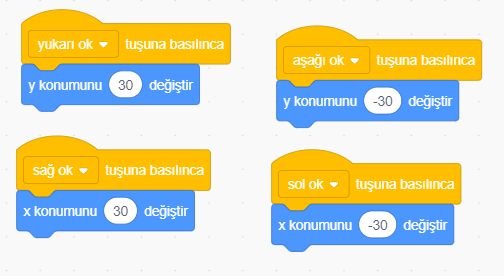 yukarı ok tuşuna basılınca
y konumunu 30 değiştir
aşağı ok tuşuna basılınca
y konumunu -30 değiştir
sağ ok tuşuna basılınca
x konumunu 30 değiştir
sol ok tuşuna basılınca
x konumunu -30 değiştir